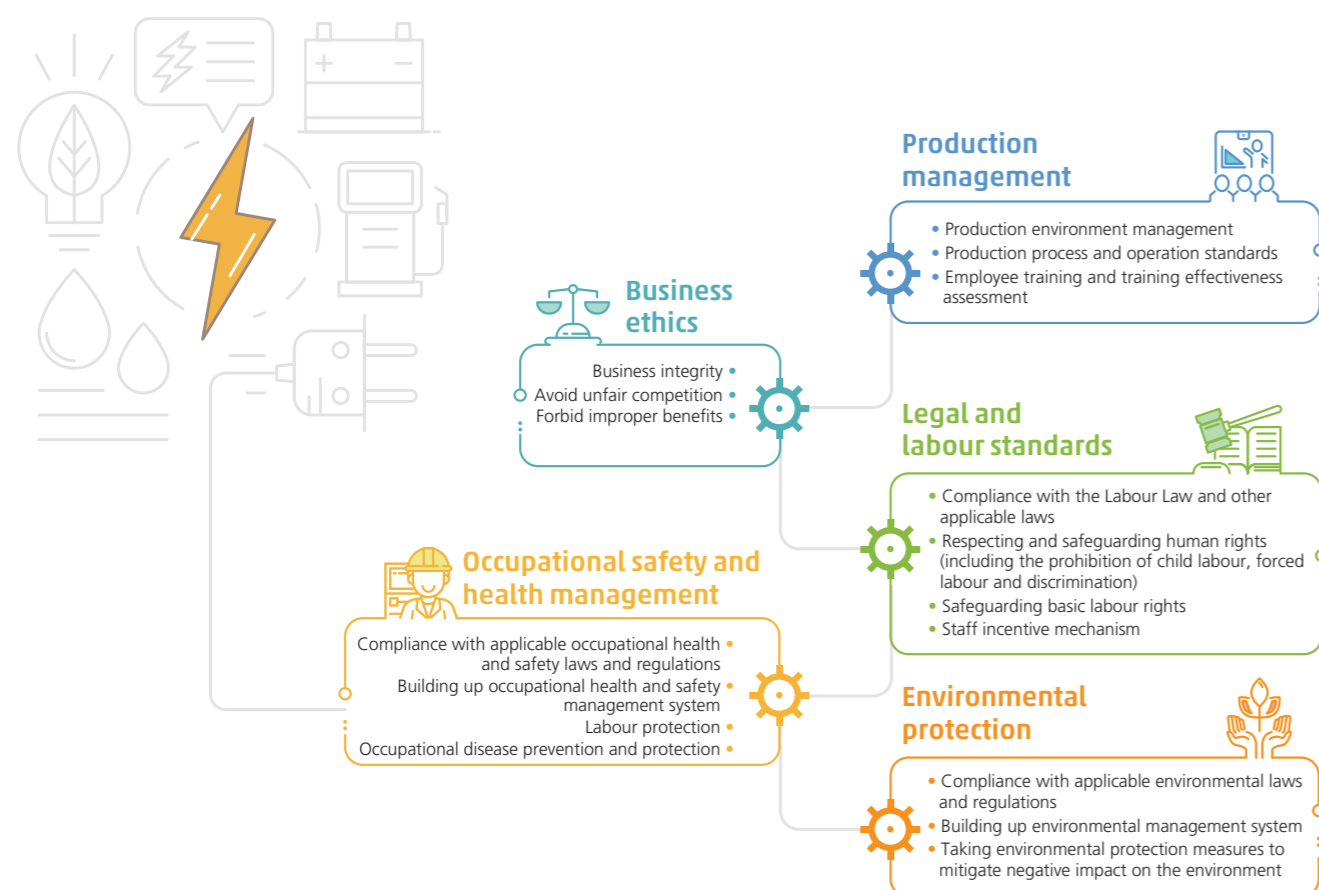 Production
management
• Production environment management
• Production process and operation standards
• Employee training and training effectiveness
assessment
Business
ethics
Business integrity •
Avoid unfair competition •
Forbid improper benefits •
Legal and
labour standards
• Compliance with the Labour Law and other
applicable laws
• Respecting and safeguarding human rights
(including the prohibition of child labour, forced
labour and discrimination)
• Safeguarding basic labour rights
• Staff incentive mechanism
Occupational safety and
health management
Compliance with applicable occupational health •
and safety laws and regulations
Building up occupational health and safety •
management system
Labour protection •
Occupational disease prevention and protection •
Environmental
protection
• Compliance with applicable environmental laws
and regulations
• Building up environmental management system
• Taking environmental protection measures to
mitigate negative impact on the environment